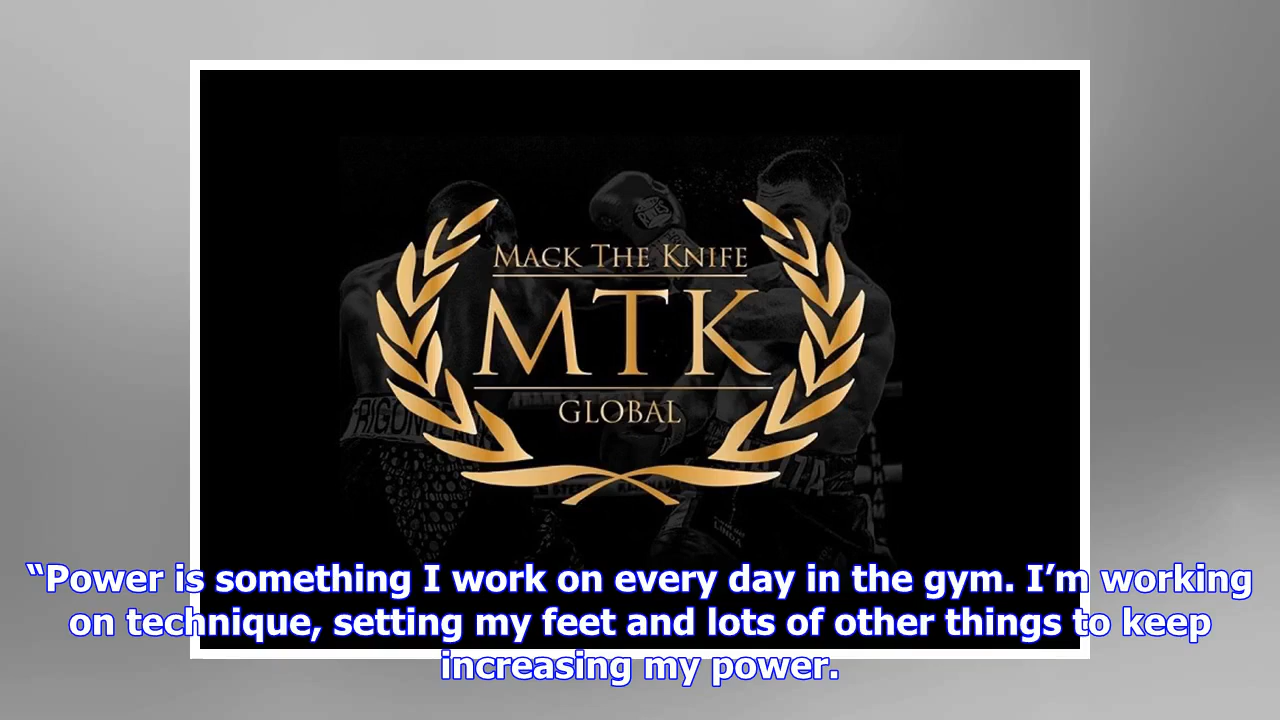 MACK THE KNIFE
MTK
GLOBAL
“Power is something I work on every day in the gym. I’m working
on technique, setting my feet and lots of other things to keep
increasing my power.